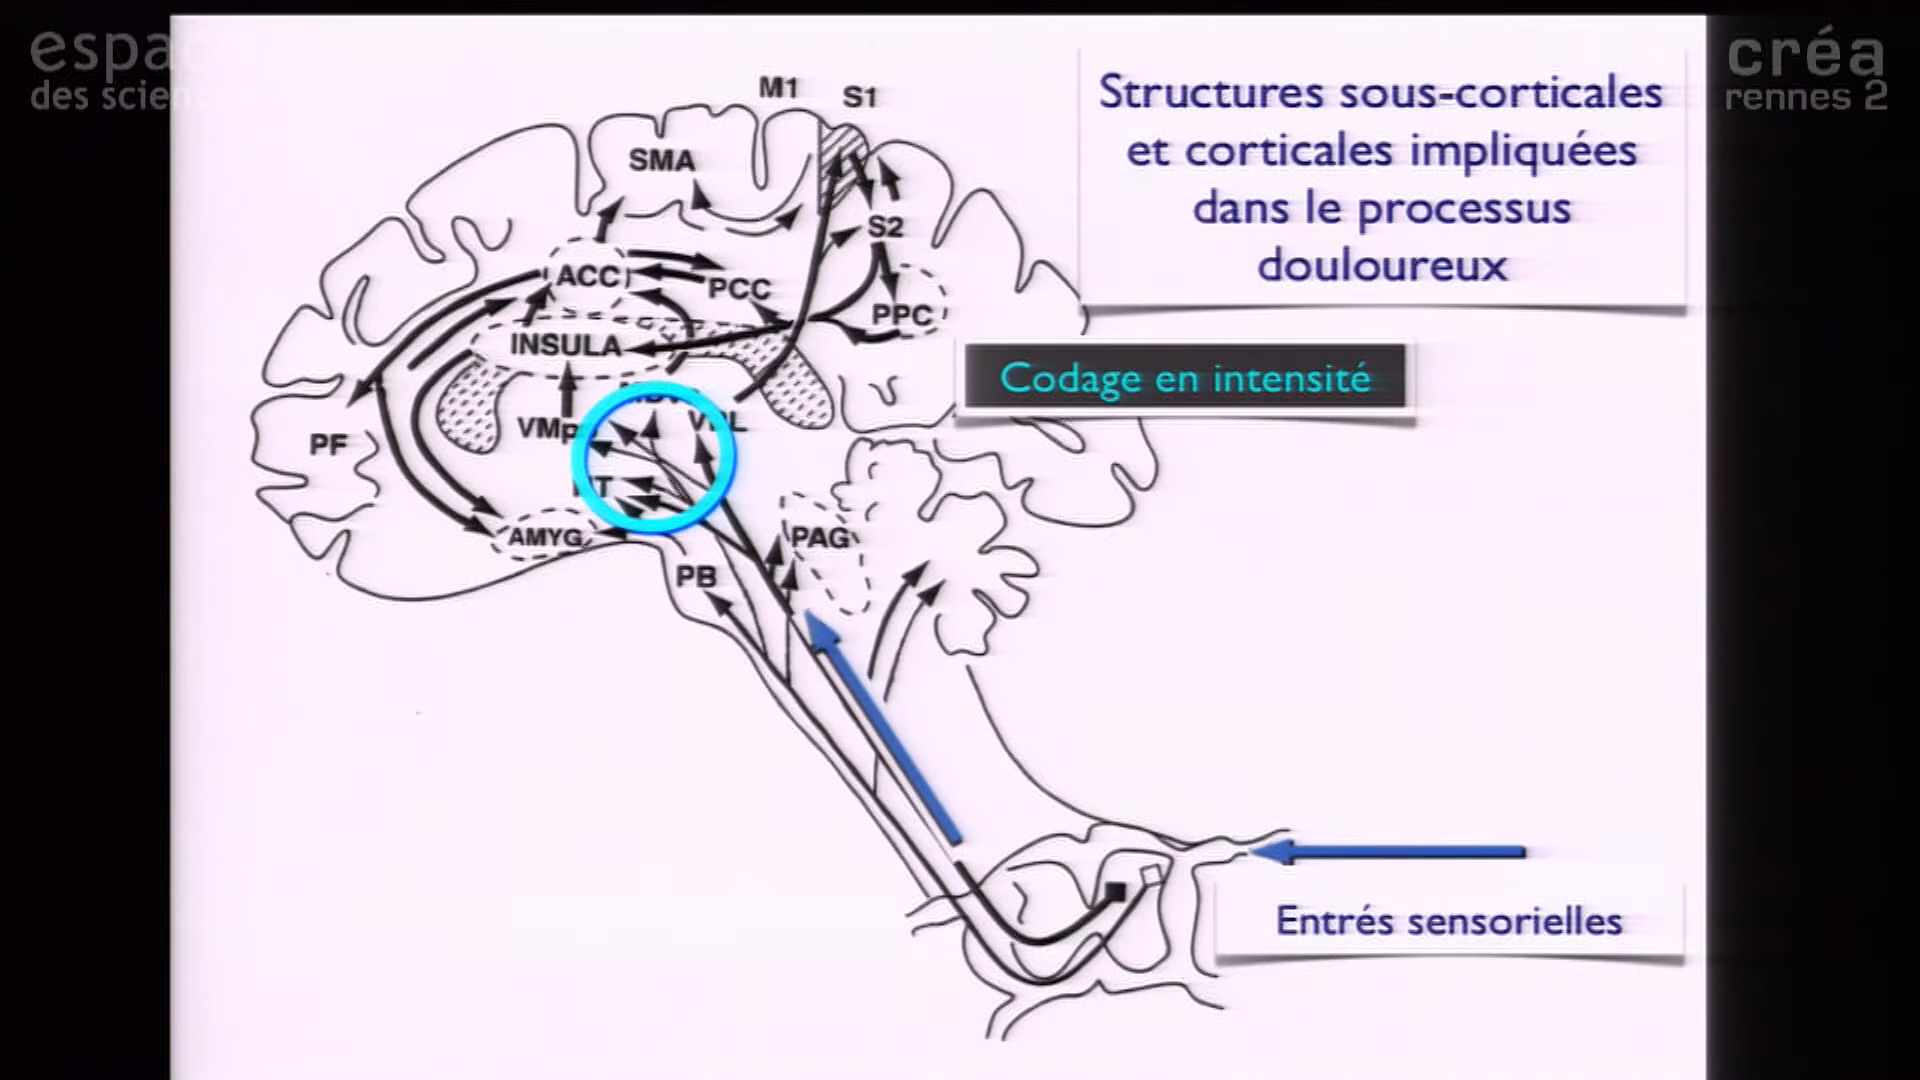 espac
des scien
créa
rennes 2
Structures sous-corticales
et corticales impliquées
dans le processus
douloureux
M1
S1
SMA
S2
ACC
PCC
PPC
INSULA
Codage en intensité
PF
AMYG
PAG
PB
Entrés sensorielles